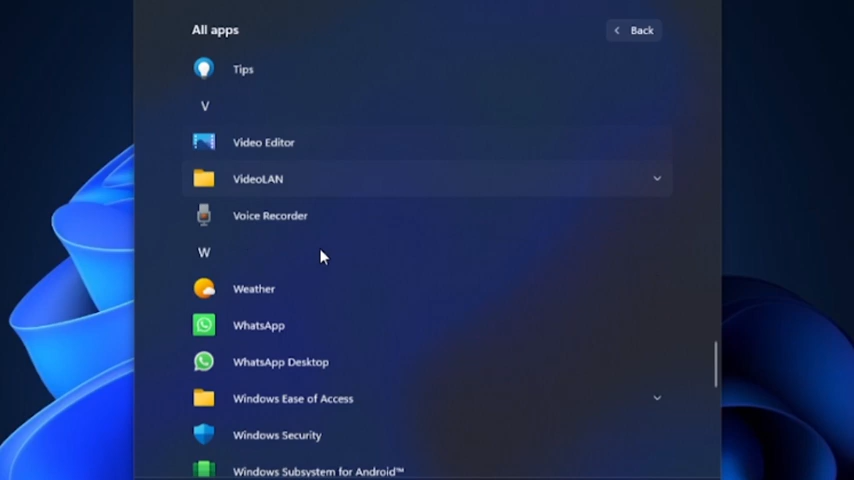 All apps
Back
Tips
V
Video Editor
VideoLAN
Voice Recorder
W
Weather
WhatsApp
WhatsApp Desktop
Windows Ease of Access
Windows Security
Windows Subsystem for Android™